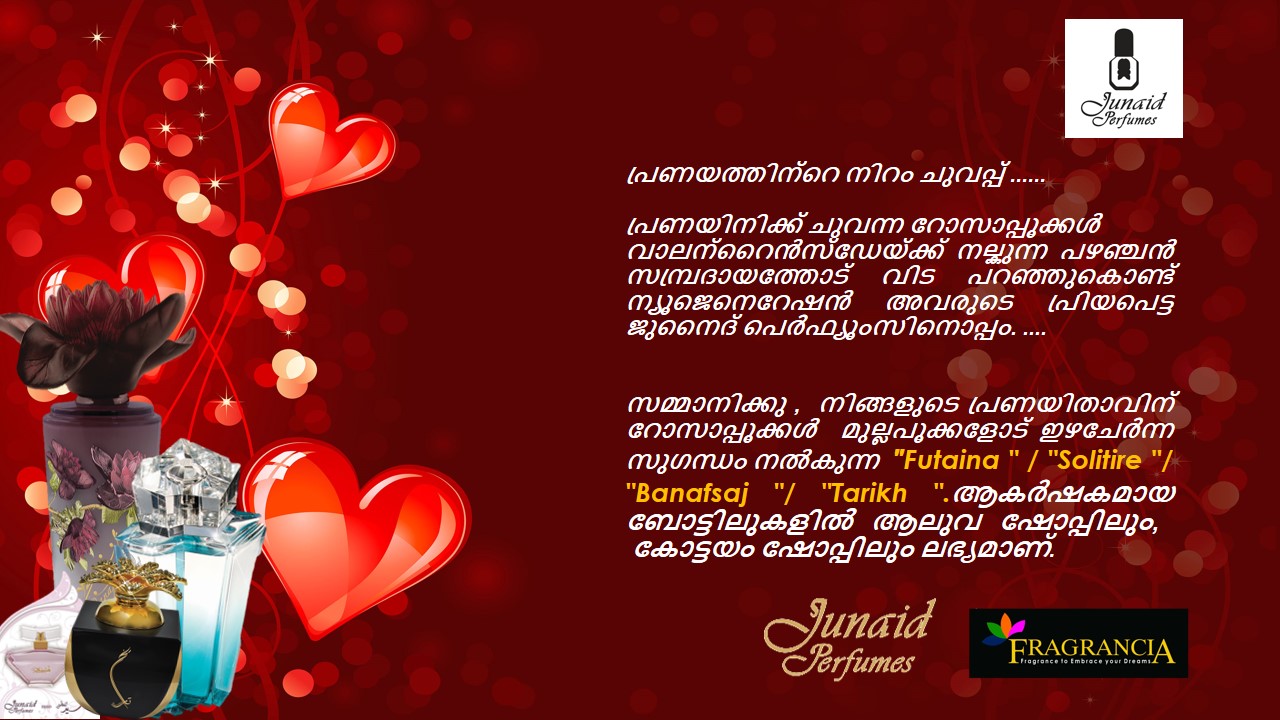 Junaid
Perfumes
പ്രണയത്തിന്റെ നിറം ചുവപ്പ് ......
പ്രണയിനിക്ക് ചുവന്ന റോസാപ്പൂക്കൾ
വാലന്റൈൻസ്ഡേയ്ക്ക് നല്കുന്ന പഴഞ്ചൻ
സമ്പ്രദായത്തോട് വിട പറഞ്ഞുകൊണ്ട്
ന്യൂജെനെറേഷൻ അവരുടെ പ്രിയപെട്ട
ജുനൈദ് പെർഫ്യൂംസിനൊപ്പം. ....
സമ്മാനിക്കു , നിങ്ങളുടെ പ്രണയിതാവിന്
റോസാപ്പൂക്കൾ മുല്ലപൂക്കളോട് ഇഴചേർന്ന
സുഗന്ധം നൽകുന്ന "Futaina " / "Solitire "/
"Banafsaj "/ "Tarikh ".ആകർഷകമായ
ബോട്ടിലുകളിൽ ആലുവ ഷോപ്പിലും,
കോട്ടയം ഷോപ്പിലും ലഭ്യമാണ്.
Junaid
Perfumes
FRAGRANCIA
Fragrance to Embrace your Dreams
Junaid